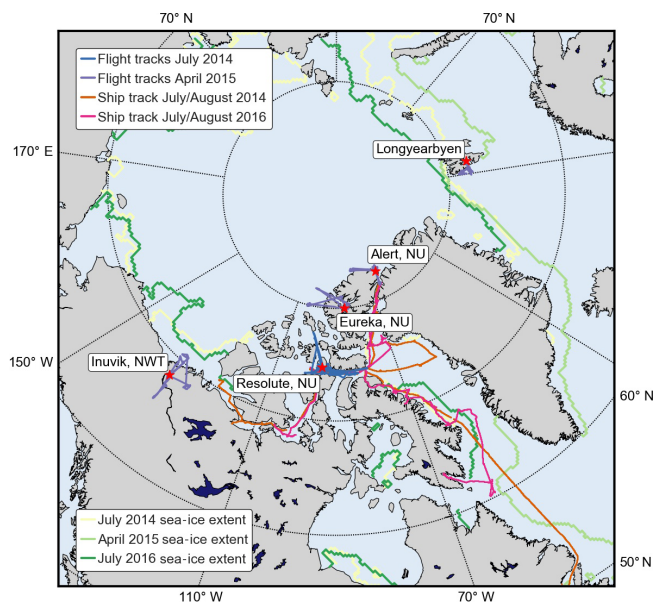 70° N
70° N
Flight tracks July 2014
Flight tracks April 2015
Ship track July/August 2014
Ship track July/August 2016
170° E
Longyearbyen
Alert, NU
Eureka, NU
150° W
Inuvik, NWT
Resolute, NU
60° N
July 2014 sea-ice extent
April 2015 sea-ice extent
July 2016 sea-ice extent
50° N
110° W
70° W